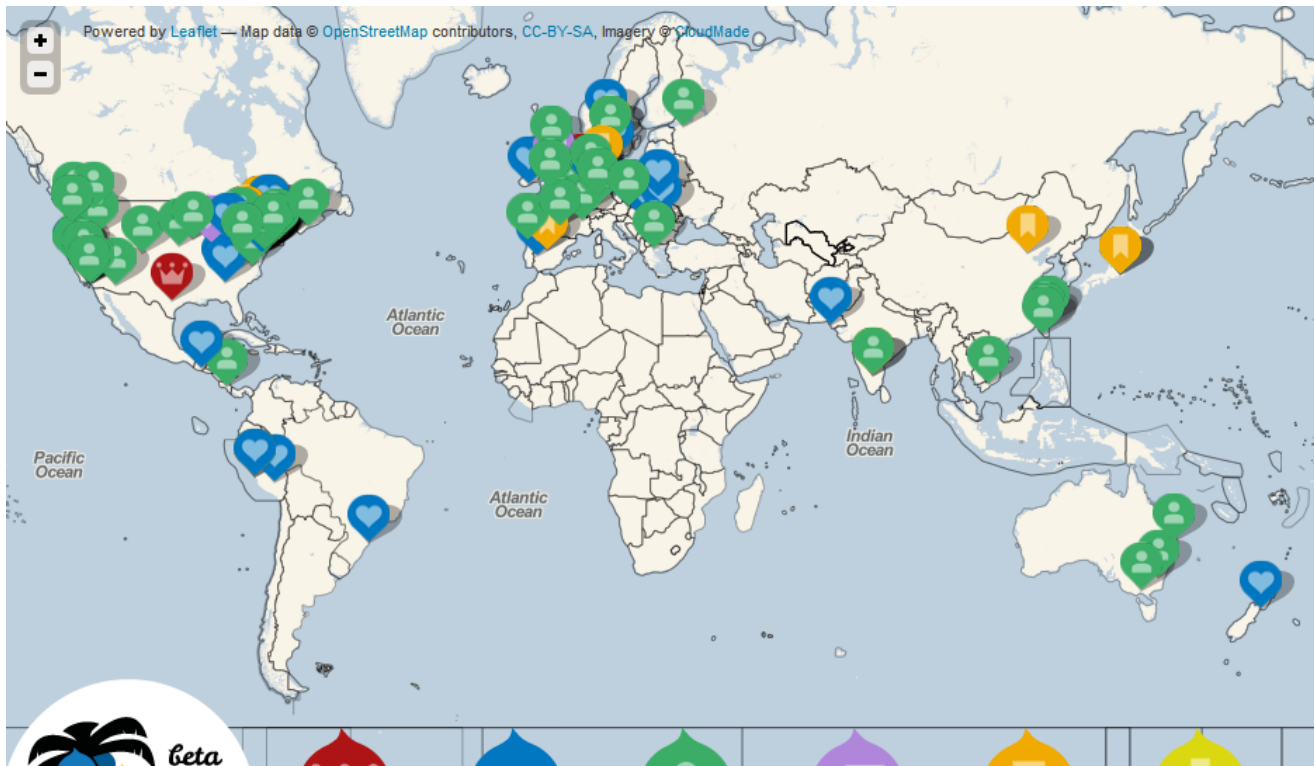 +
Powered by Leaflet — Map data © OpenStreetMap contributors, CC-BY-SA, Imagery © CloudMade
−
Atlantic
Ocean
Pacific
Ocean
Indian
Ocean
Atlantic
Ocean
beta